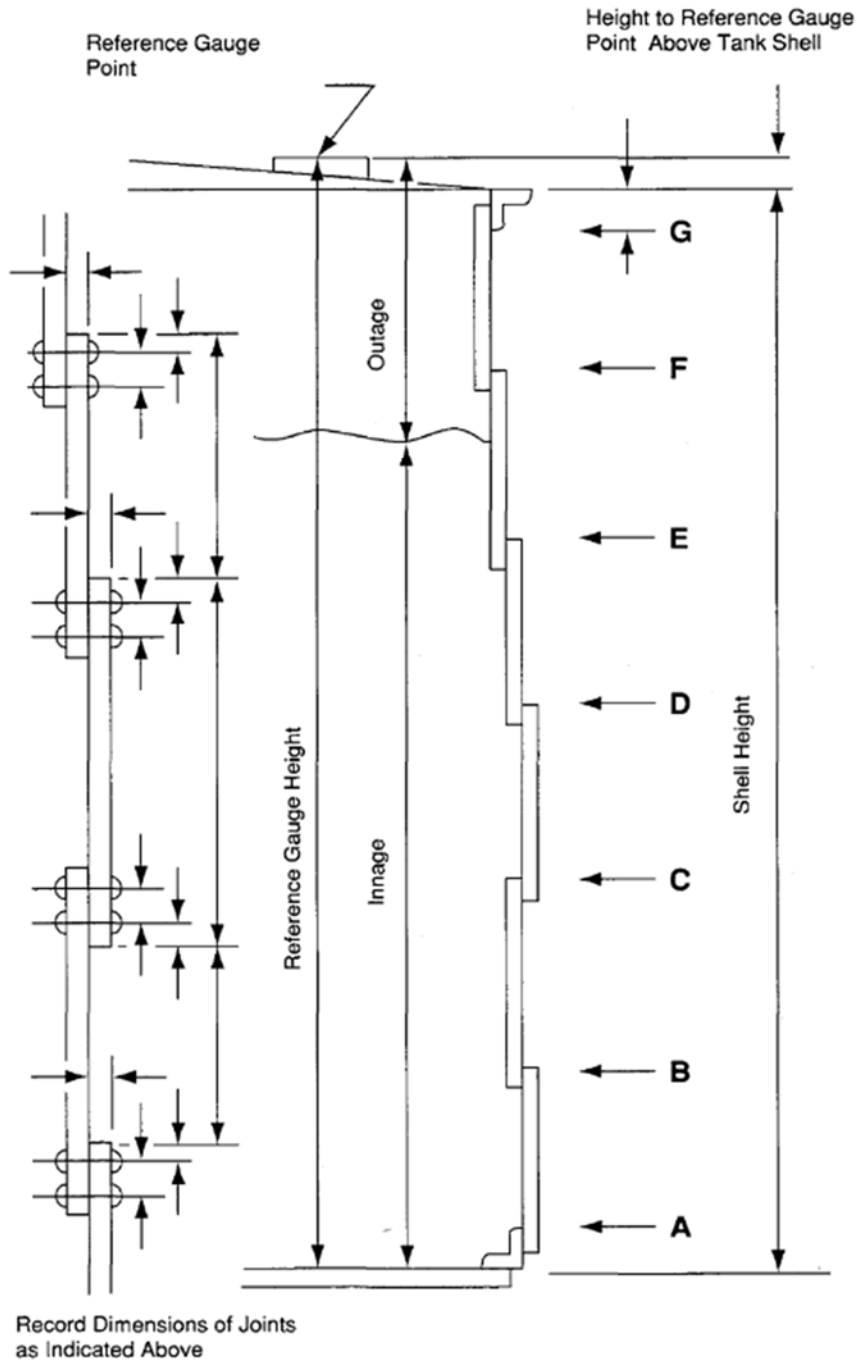 Reference Gauge
Point
Height to Reference Gauge
Point Above Tank Shell
G
Outage
F
E
D
Shell Height
Reference Gauge Height
Innage
C
B
A
Record Dimensions of Joints
as Indicated Above